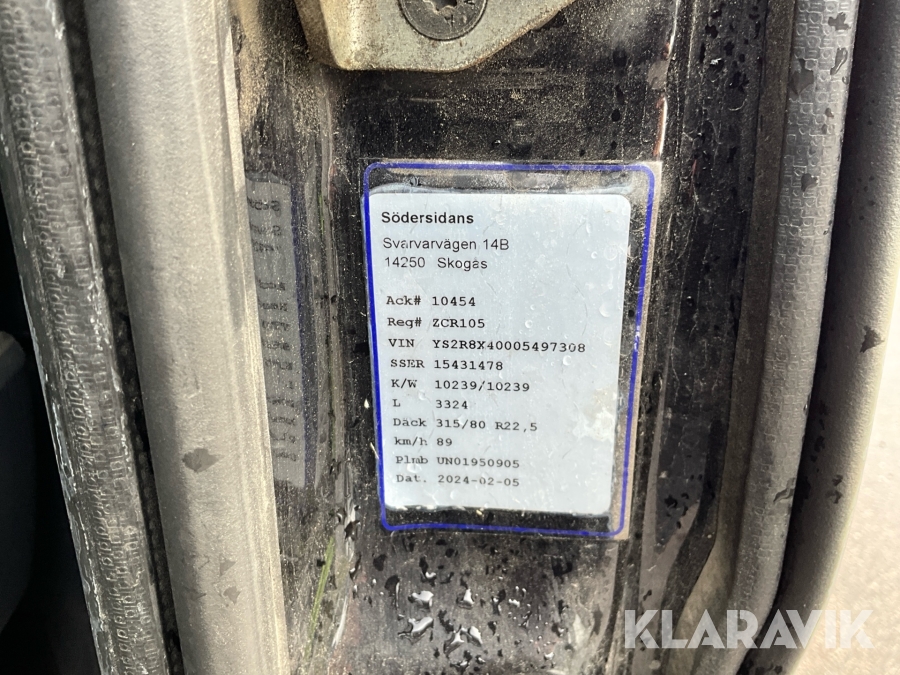 Södersidans
Svarvarvägen 14B
14250 Skogås
Ack# 10454
Reg# ZCR105
VIN YS2R8X40005497308
SSER 15431478
K/W 10239/10239
L 3324
Däck 315/80 R22,5
km/h 89
Plmb UN01950905
Dat. 2024-02-05
KLARAVIK